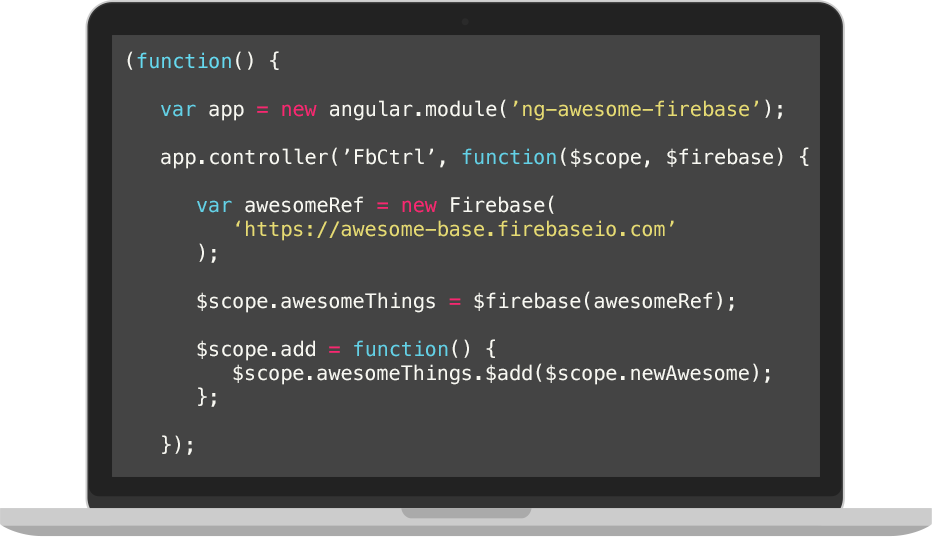 (function() {
var app = new angular.module(’ng-awesome-firebase’);
app.controller(’FbCtrl’, function($scope, $firebase) {
var awesomeRef = new Firebase(
‘https://awesome-base.firebaseio.com’
);
$scope.awesomeThings = $firebase(awesomeRef);
$scope.add = function() {
$scope.awesomeThings.$add($scope.newAwesome);
};
});